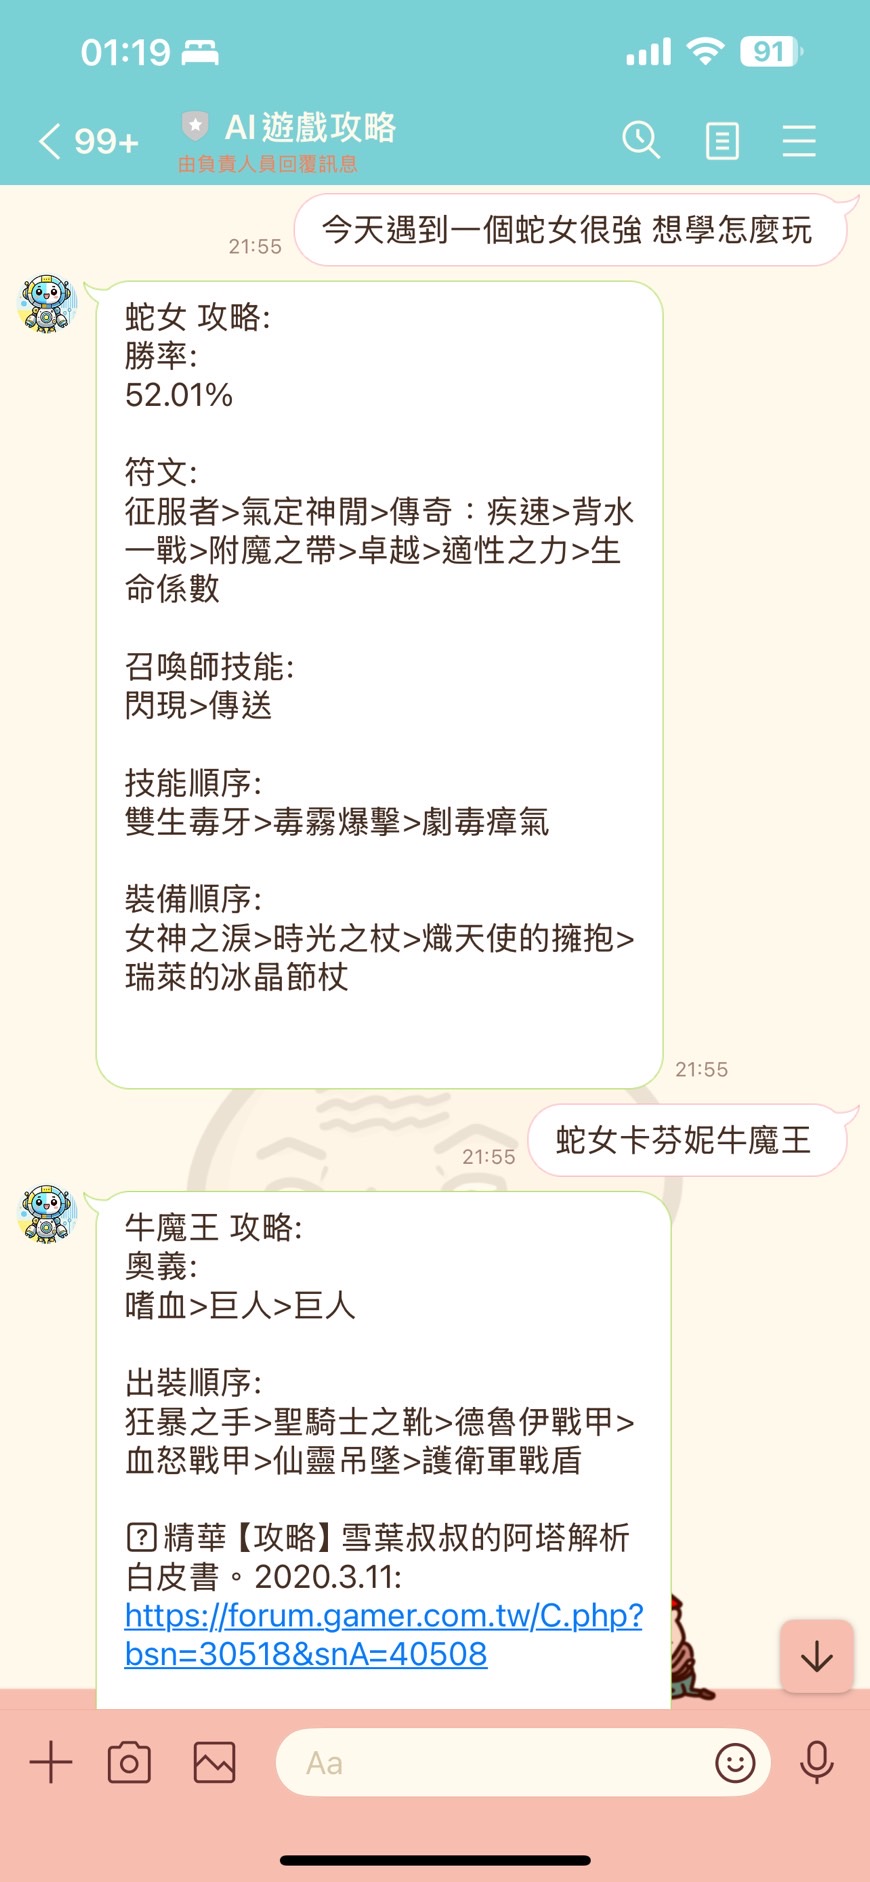 01:19
91
99+
AI遊戲攻略
由負責人員回覆訊息
今天遇到一個蛇女很強 想學怎麼玩
21:55
蛇女 攻略:
勝率:
52.01%
符文:
征服者>氣定神閒>傳奇：疾速>背水
一戰>附魔之帶>卓越>適性之力>生
命係數
召喚師技能:
閃現>傳送
技能順序:
雙生毒牙>毒霧爆擊>劇毒瘴氣
裝備順序:
女神之淚>時光之杖>熾天使的擁抱>
瑞萊的冰晶節杖
21:55
蛇女卡芬妮牛魔王
21:55
牛魔王 攻略:
奧義:
嗜血>巨人>巨人
出裝順序:
狂暴之手>聖騎士之靴>德魯伊戰甲>
血怒戰甲>仙靈吊墜>護衛軍戰盾
?精華【攻略】雪葉叔叔的阿塔解析
白皮書。2020.3.11:
https://forum.gamer.com.tw/C.php?
bsn=30518&snA=40508
Aa